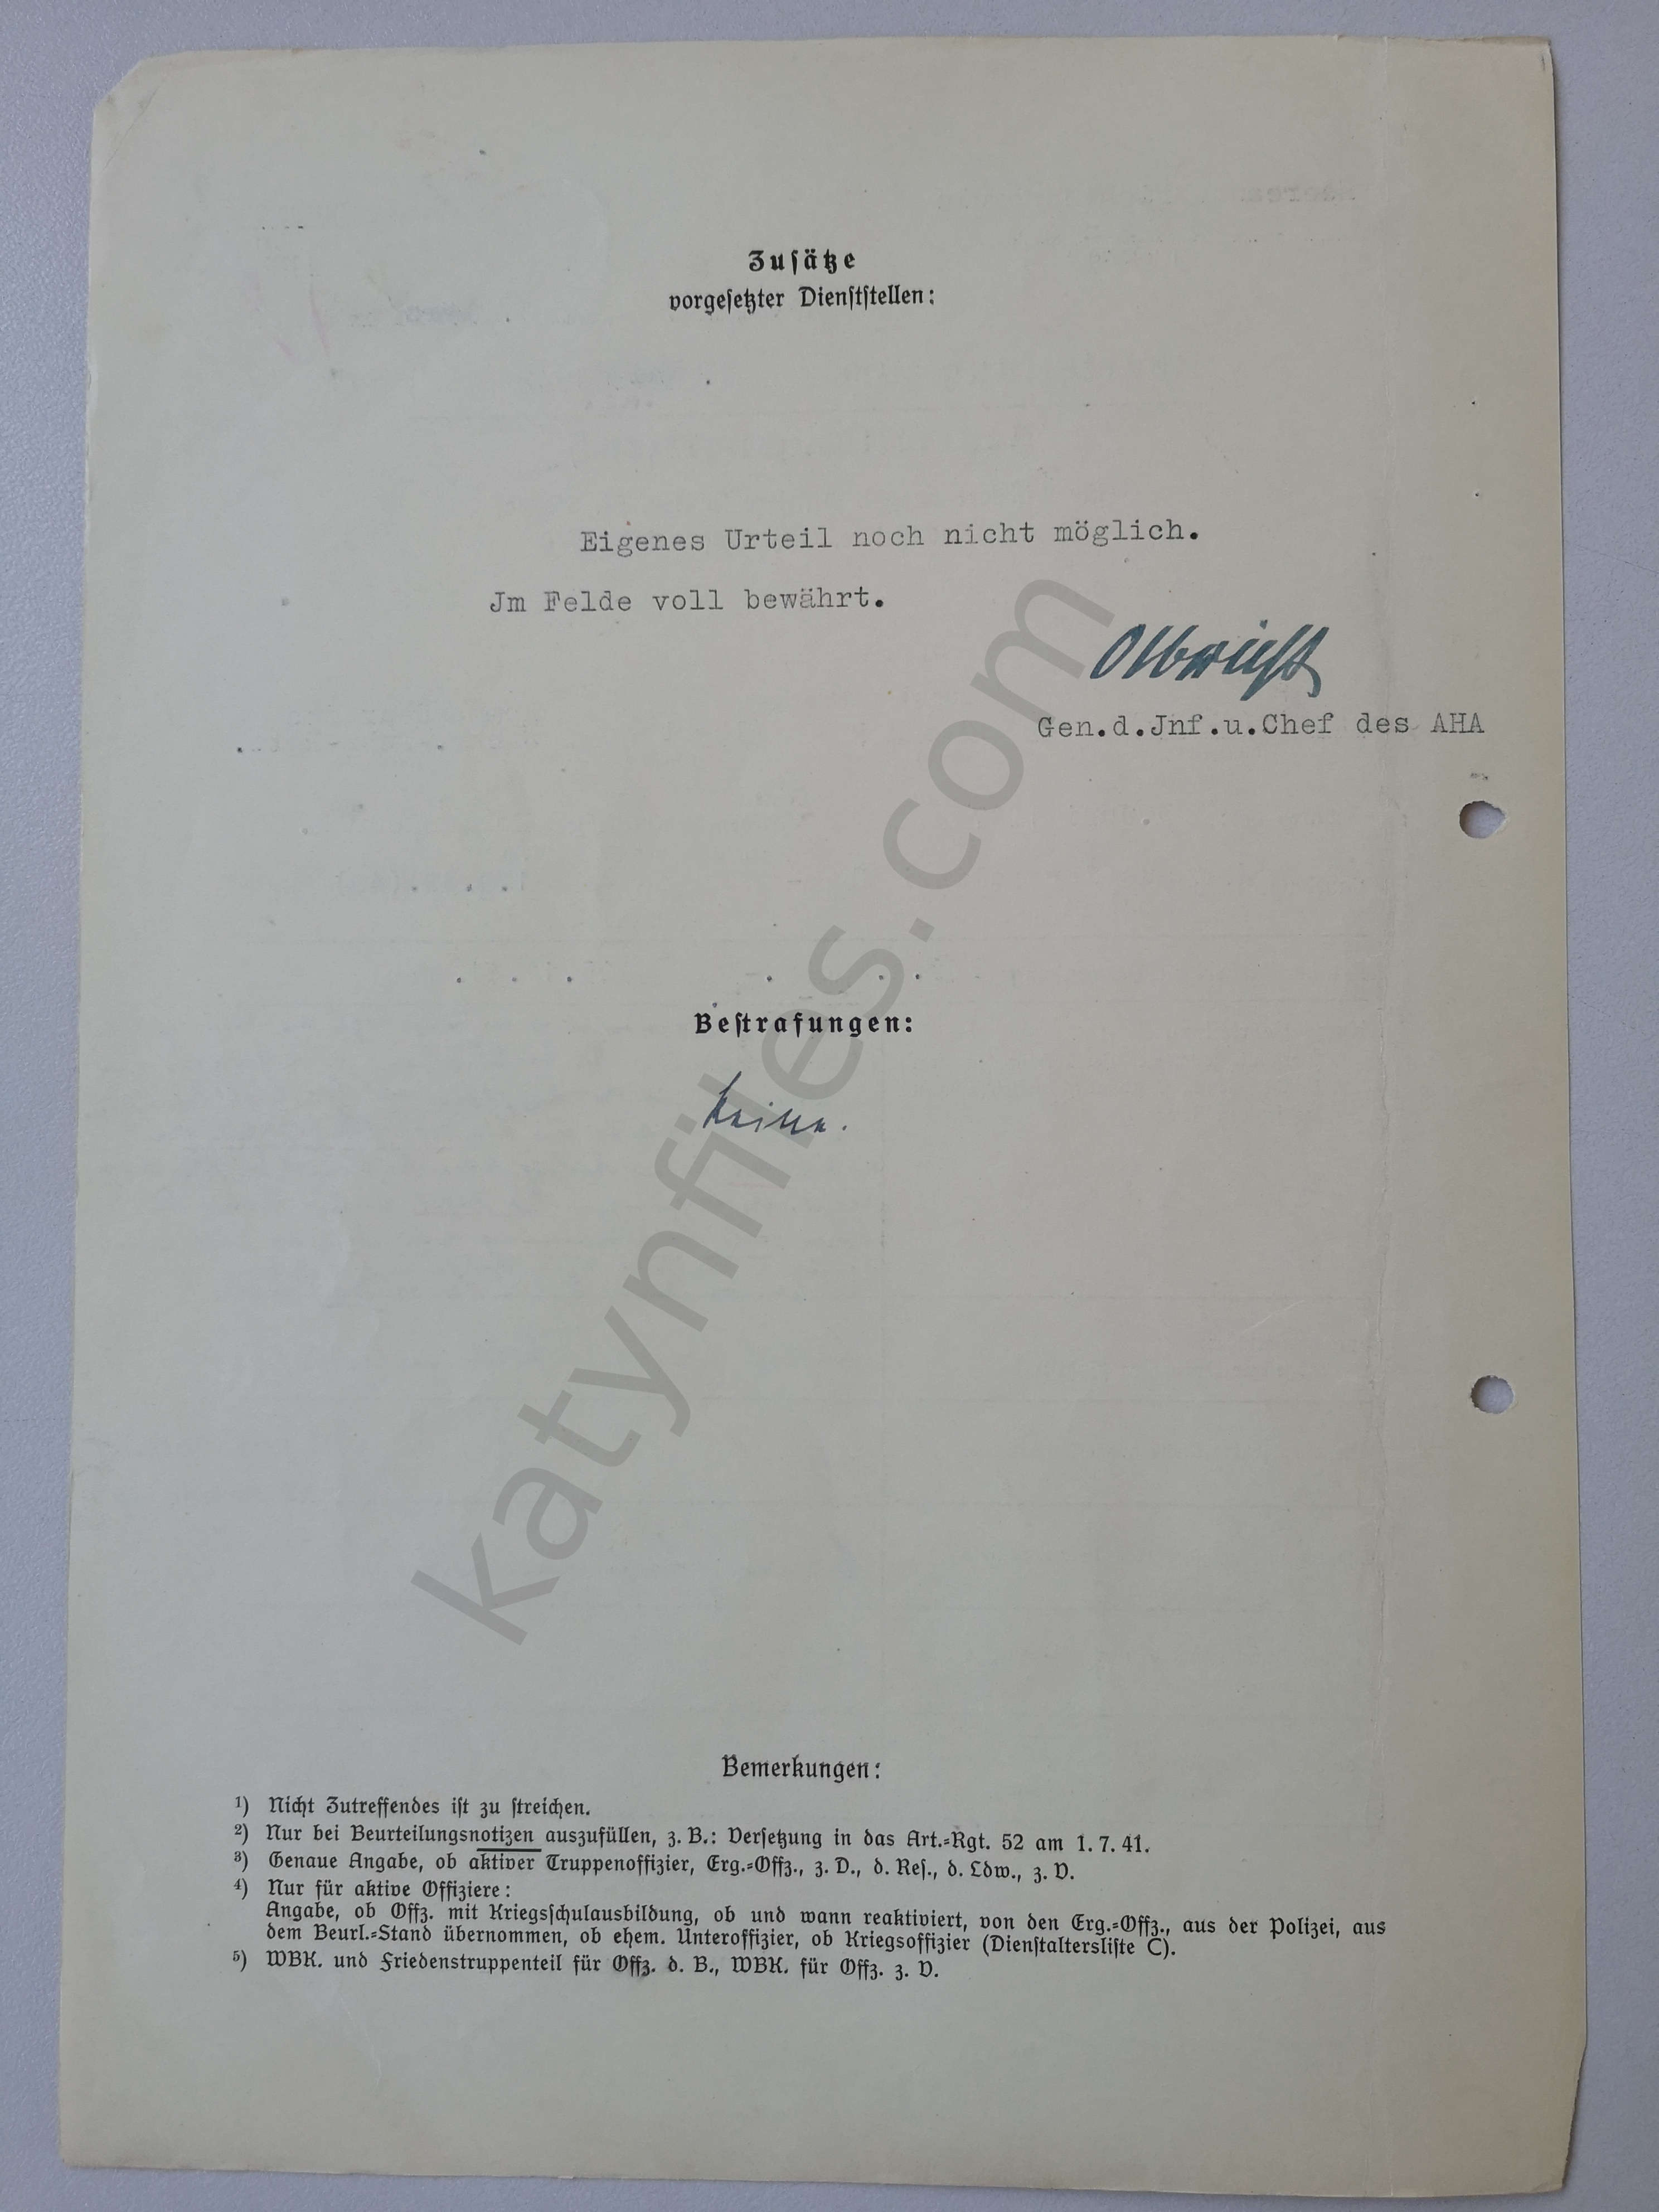 Zusätze
vorgesetzter Dienststellen:
Eigenes Urteil noch nicht möglich.
Jm Felde voll bewährt.
Olbricht
Gen.d.Jnf.u.Chef des AHA
Bestrafungen:
keine.
Bemerkungen:
1) Nicht Zutreffendes ist zu streichen.
2) Nur bei Beurteilungsnotizen auszufüllen, z. B.: Versetzung in das Art.-Rgt. 52 am 1. 7. 41.
3) Genaue Angabe, ob aktiver Truppenoffizier, Erg.-Offz., z. D., d. Res., d. Ldw., z. V.
4) Nur für aktive Offiziere:
Angabe, ob Offz. mit Kriegsschulausbildung, ob und wann reaktiviert, von den Erg.-Offz., aus der Polizei, aus
dem Beurl.-Stand übernommen, ob ehem. Unteroffizier, ob Kriegsoffizier (Dienstaltersliste C).
5) WBK. und Friedenstruppenteil für Offz. d. B., WBK. für Offz. z. V.
katynfiles.com